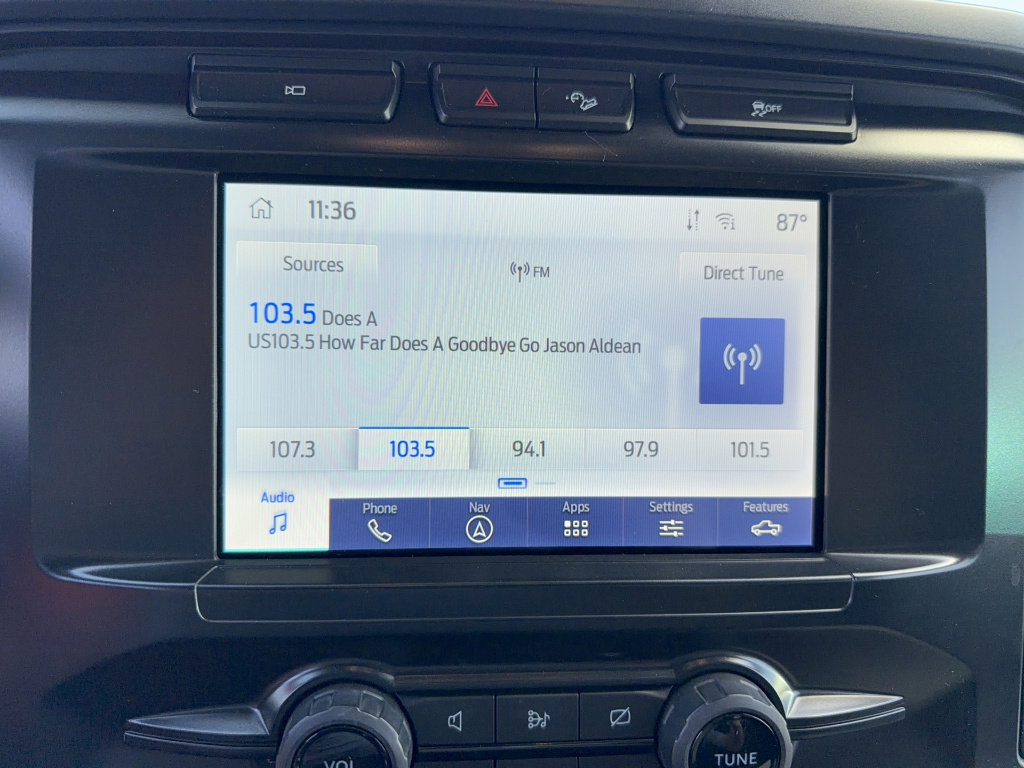 OFF
11:36
87°
Sources
FM
Direct Tune
103.5 Does A
US103.5 How Far Does A Goodbye Go Jason Aldean
107.3
103.5
94.1
97.9
101.5
Audio
Phone
Nav
Apps
Settings
Features
VOL
TUNE